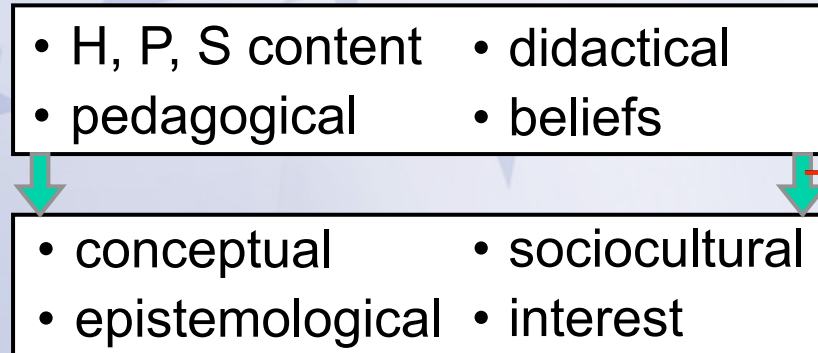 • H, P, S content • didactical
• pedagogical • beliefs
• conceptual • sociocultural
• epistemological • interest